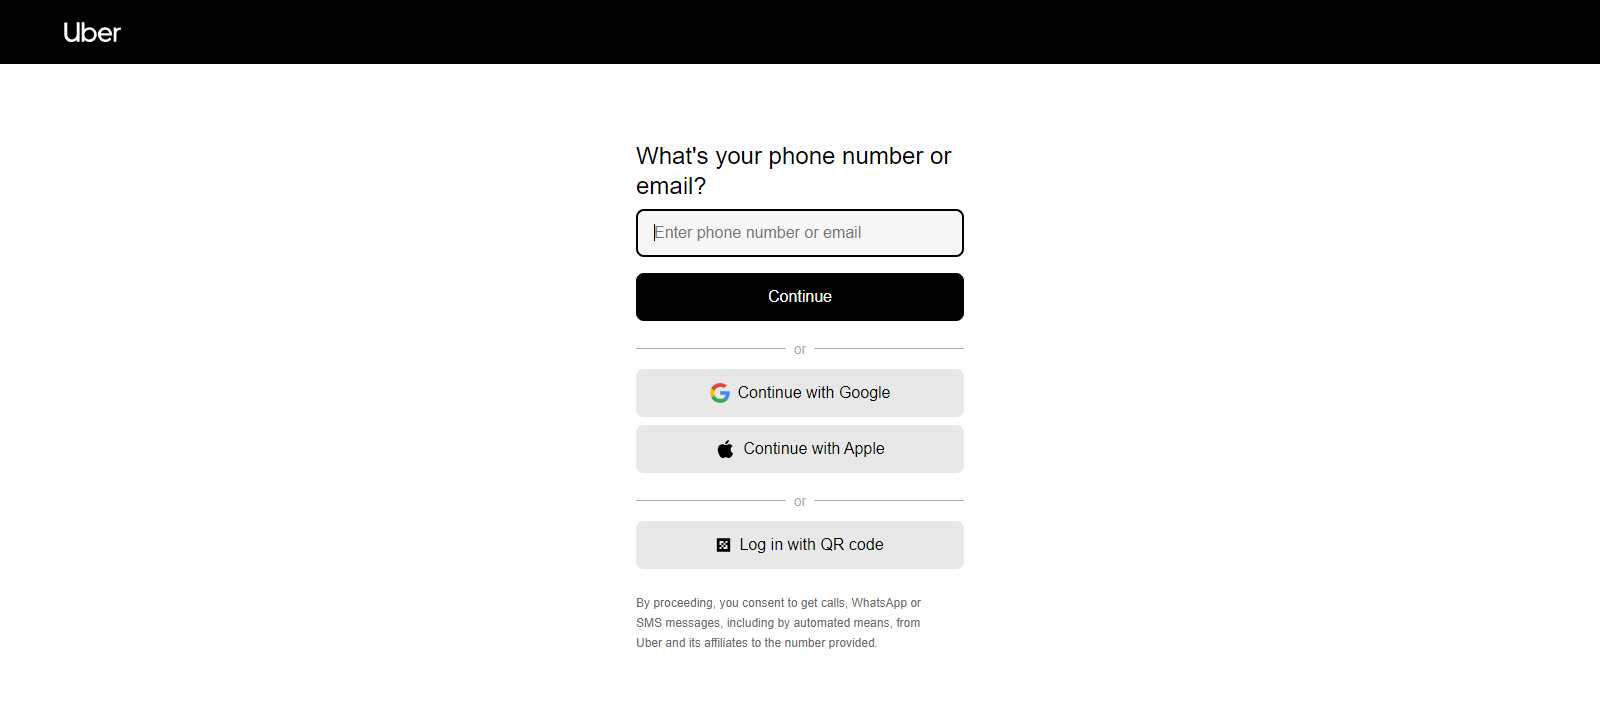 Uber
What's your phone number or
email?
Enter phone number or email
Continue
or
Continue with Google
Continue with Apple
or
Log in with QR code
By proceeding, you consent to get calls, WhatsApp or
SMS messages, including by automated means, from
Uber and its affiliates to the number provided.